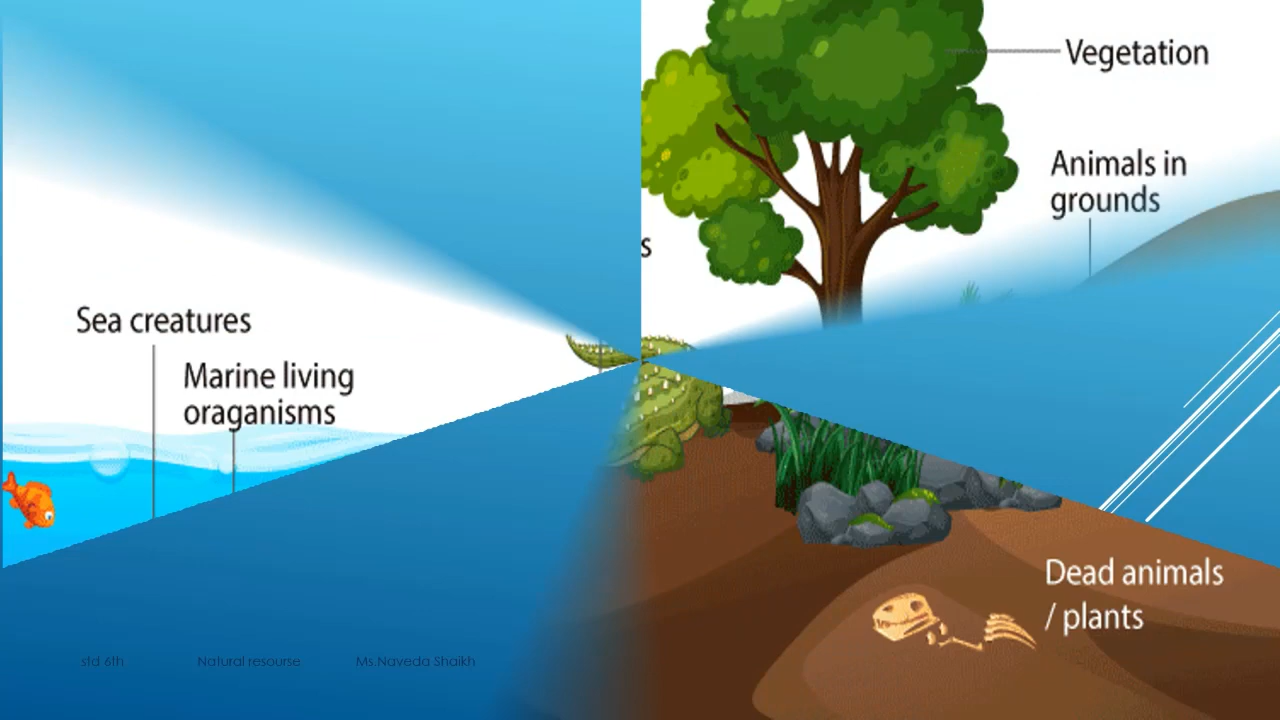 Vegetation
Animals in
grounds
s
Sea creatures
Marine living
oraganisms
Dead animals
/ plants
std 6th Natural resourse Ms.Naveda Shaikh